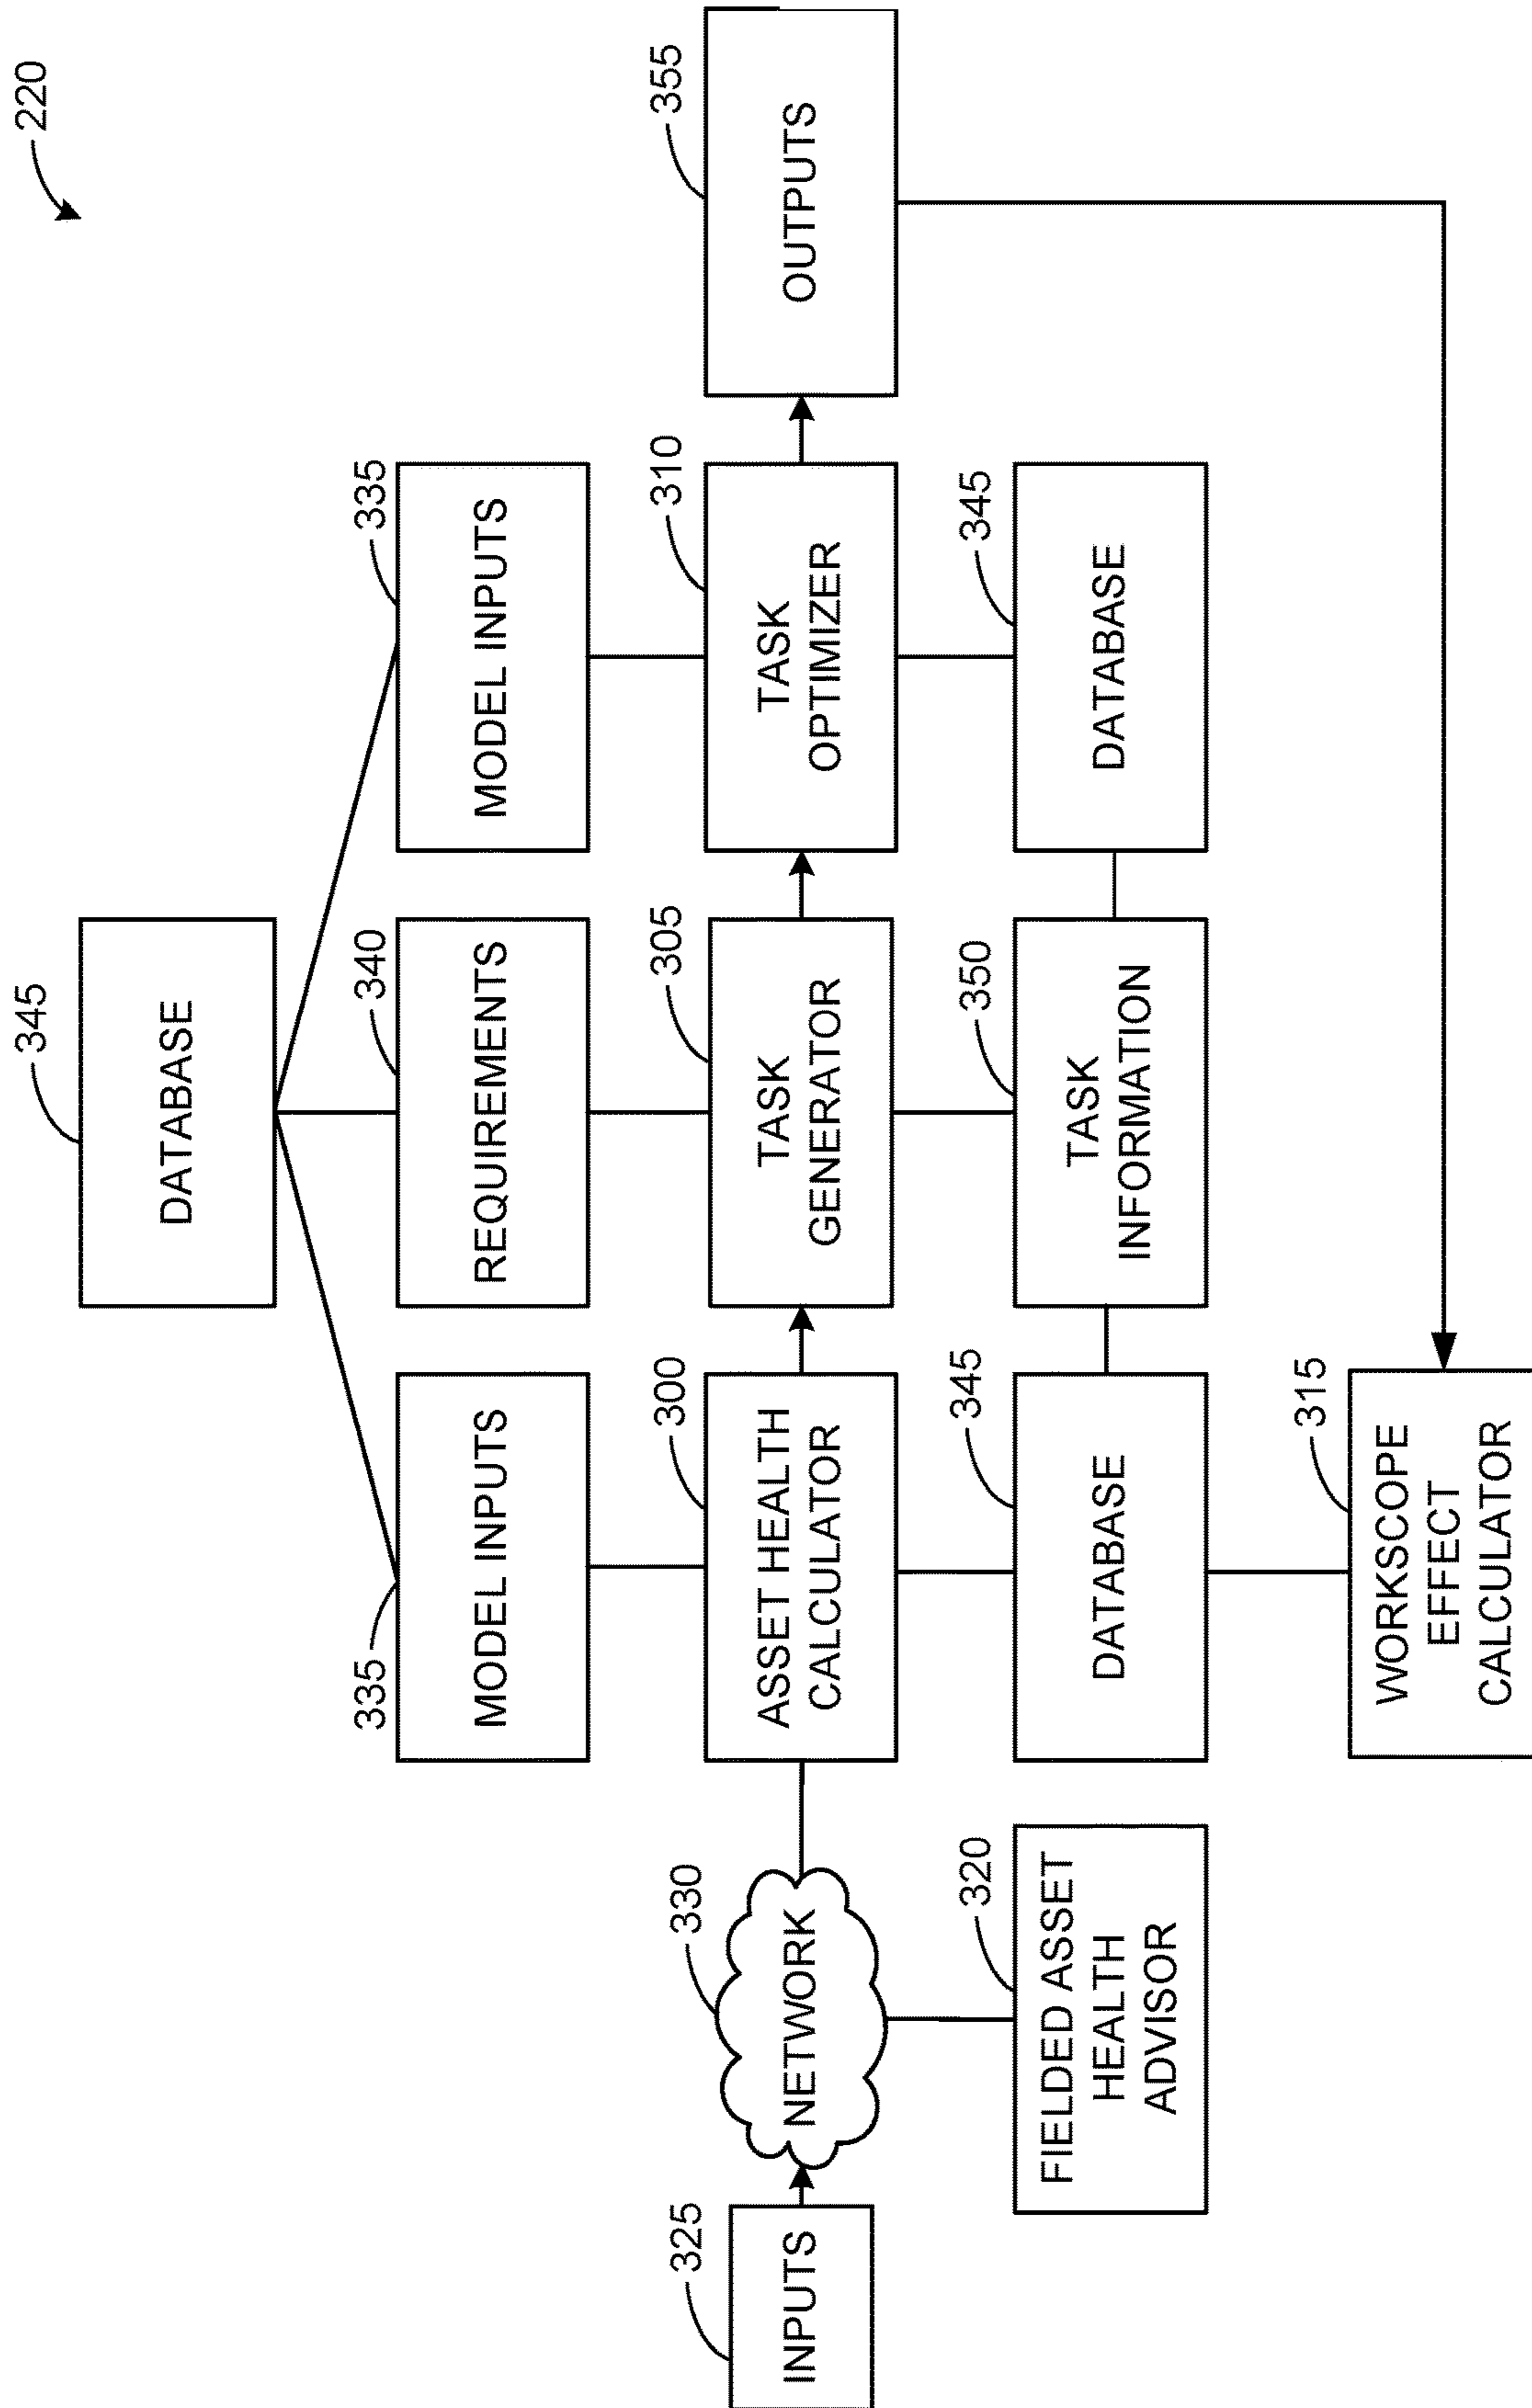 220
345
DATABASE
335
MODEL INPUTS
340
REQUIREMENTS
335
MODEL INPUTS
325
INPUTS
330
NETWORK
300
ASSET HEALTH
CALCULATOR
305
TASK
GENERATOR
310
TASK
OPTIMIZER
355
OUTPUTS
320
FIELDED ASSET
HEALTH
ADVISOR
345
DATABASE
350
TASK
INFORMATION
345
DATABASE
315
WORKSCOPE
EFFECT
CALCULATOR